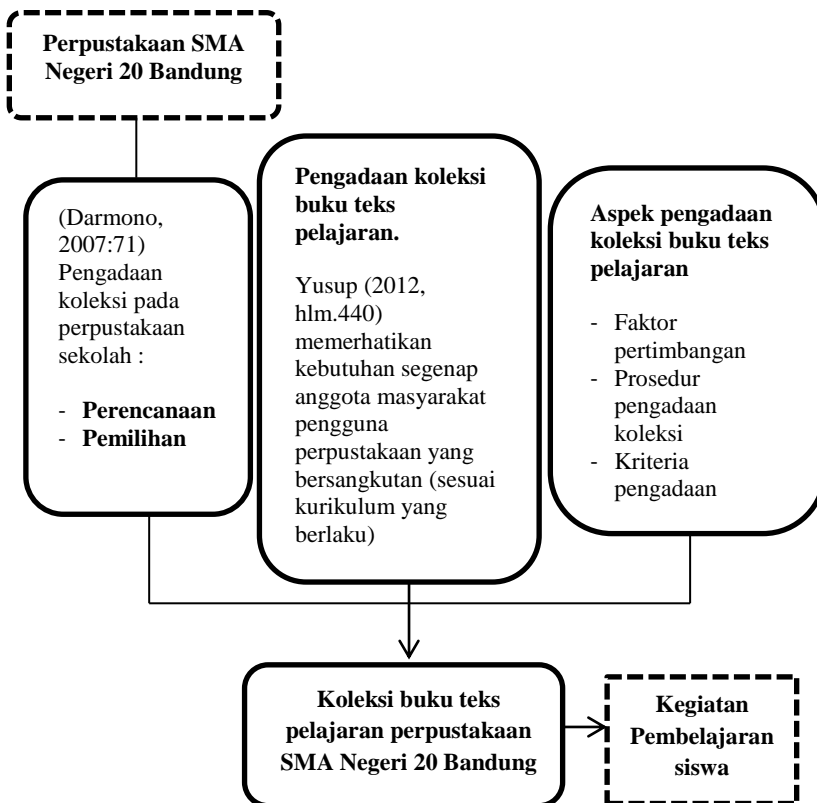 Perpustakaan SMA
Negeri 20 Bandung
(Darmono,
2007:71)
Pengadaan
koleksi pada
perpustakaan
sekolah :
- Perencanaan
- Pemilihan
Pengadaan koleksi
buku teks
pelajaran.
Yusup (2012,
hlm.440)
memerhatikan
kebutuhan segenap
anggota masyarakat
pengguna
perpustakaan yang
bersangkutan (sesuai
kurikulum yang
berlaku)
Aspek pengadaan
koleksi buku teks
pelajaran
- Faktor
pertimbangan
- Prosedur
pengadaan
koleksi
- Kriteria
pengadaan
Koleksi buku teks
pelajaran perpustakaan
SMA Negeri 20 Bandung
Kegiatan
Pembelajaran
siswa